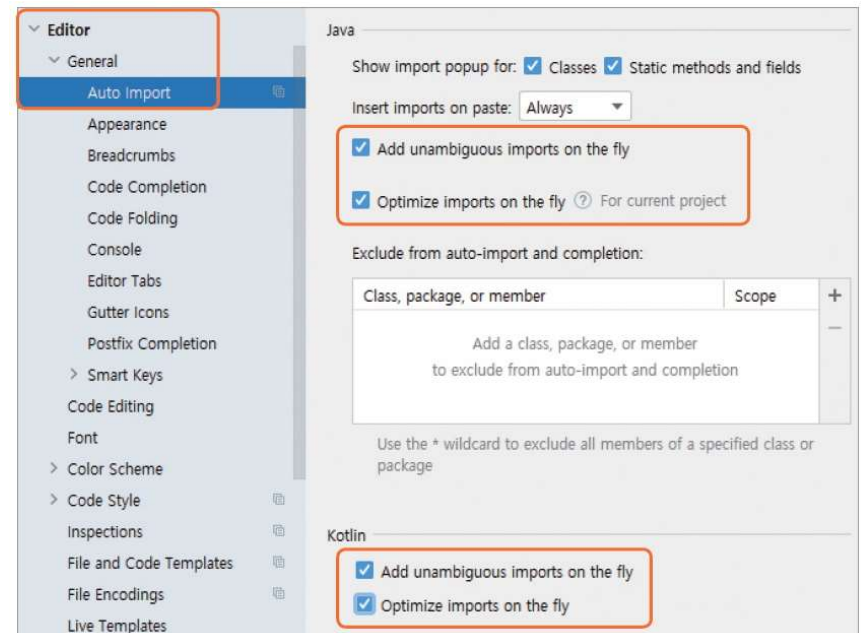 Editor
General
Auto Import
Appearance
Breadcrumbs
Code Completion
Code Folding
Console
Editor Tabs
Gutter Icons
Postfix Completion
Smart Keys
Code Editing
Font
Color Scheme
Code Style
Inspections
File and Code Templates
File Encodings
Live Templates
Java
Show import popup for: Classes Static methods and fields
Insert imports on paste: Always
Add unambiguous imports on the fly
Optimize imports on the fly ? For current project
Exclude from auto-import and completion:
Class, package, or member Scope +
−
Add a class, package, or member
to exclude from auto-import and completion
Use the * wildcard to exclude all members of a specified class or
package
Kotlin
Add unambiguous imports on the fly
Optimize imports on the fly